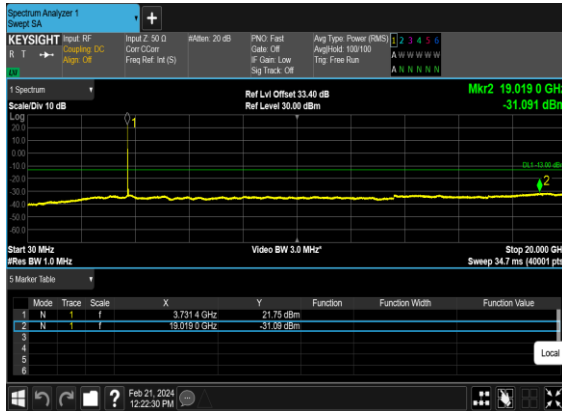 Spectrum Analyzer 1
Swept SA
+
KEYSIGHT Input: RF Input Z: 50 Ω #Atten: 20 dB PNO: Fast Avg Type: Power (RMS) 1 2 3 4 5 6
R T Coupling: DC Corr CCorr Gate: Off Avg|Hold: 100/100 A W W W W W
Align: Off Freq Ref: Int (S) IF Gain: Low Trig: Free Run
LXI Sig Track: Off A N N N N N
1 Spectrum Ref Lvl Offset 33.40 dB Mkr2 19.019 0 GHz
Scale/Div 10 dB Ref Level 30.00 dBm -31.091 dBm
Log
1
20.0
10.0
0.00
-10.0
DL1 -13.00 dBm
-20.0
2
-30.0
-40.0
-50.0
-60.0
Start 30 MHz Video BW 3.0 MHz* Stop 20.000 GHz
#Res BW 1.0 MHz Sweep 34.7 ms (40001 pts)
5 Marker Table
Mode Trace Scale X Y Function Function Width Function Value
1 N 1 f 3.731 4 GHz 21.75 dBm
2 N 1 f 19.019 0 GHz -31.09 dBm
3
4
5
6
Local
? Feb 21, 2024
12:22:30 PM